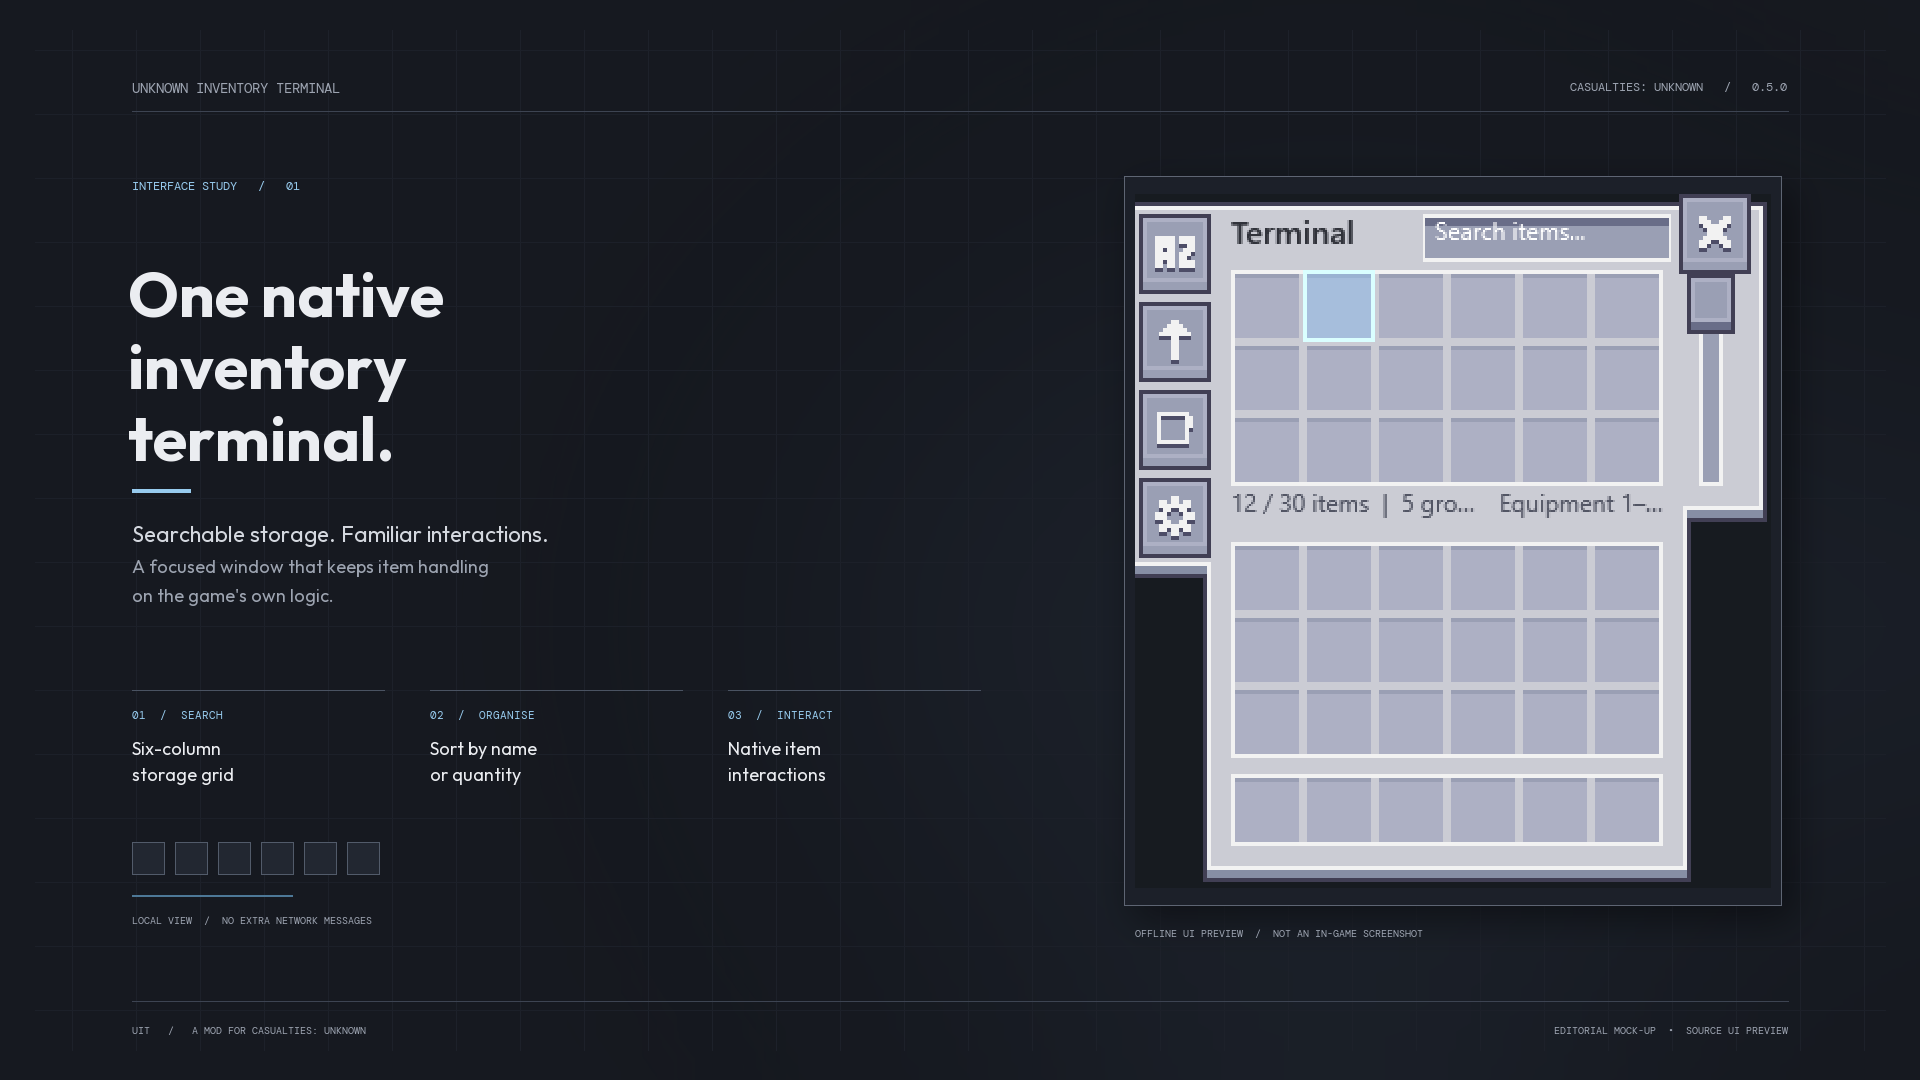 UNKNOWN INVENTORY TERMINAL
CASUALTIES: UNKNOWN / 0.5.0
INTERFACE STUDY / 01
One native
inventory
terminal.
Searchable storage. Familiar interactions.
A focused window that keeps item handling
on the game's own logic.
01 / SEARCH
Six-column
storage grid
02 / ORGANISE
Sort by name
or quantity
03 / INTERACT
Native item
interactions
LOCAL VIEW / NO EXTRA NETWORK MESSAGES
Terminal
Search items...
AZ
12 / 30 items | 5 gro...
Equipment 1–...
OFFLINE UI PREVIEW / NOT AN IN-GAME SCREENSHOT
UIT / A MOD FOR CASUALTIES: UNKNOWN
EDITORIAL MOCK-UP • SOURCE UI PREVIEW